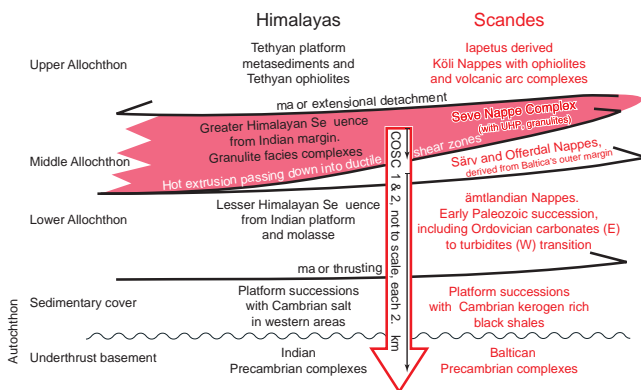 Himalayas
Scandes
Upper Allochthon
Tethyan platform
metasediments and
Tethyan ophiolites
Iapetus derived
Köli Nappes with ophiolites
and volcanic arc complexes
ma or extensional detachment
Middle Allochthon
Greater Himalayan Se uence
from Indian margin.
Granulite facies complexes
Seve Nappe Complex
(with UHP, granulites)
Hot extrusion passing down into ductile shear zones
Särv and Offerdal Nappes,
derived from Baltica's outer margin
COSC 1 & 2, not to scale, each 2. km
Lower Allochthon
Lesser Himalayan Se uence
from Indian platform
and molasse
ämtlandian Nappes.
Early Paleozoic succession,
including Ordovician carbonates (E)
to turbidites (W) transition
ma or thrusting
Autochthon
Sedimentary cover
Platform successions
with Cambrian salt
in western areas
Platform successions
with Cambrian kerogen rich
black shales
Underthrust basement
Indian
Precambrian complexes
Baltican
Precambrian complexes